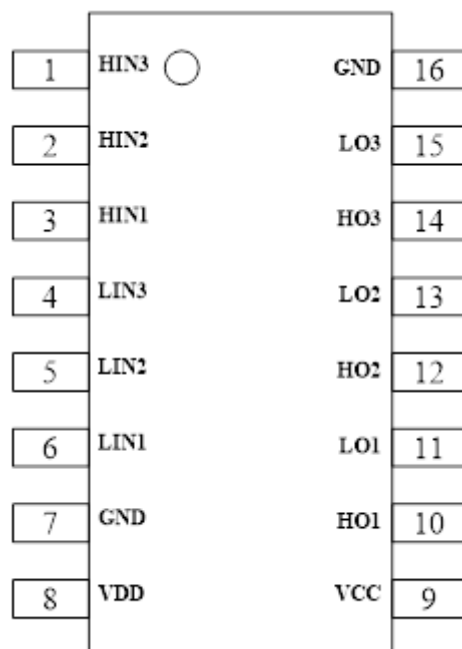 1 HIN3 GND 16
2 HIN2 LO3 15
3 HIN1 HO3 14
4 LIN3 LO2 13
5 LIN2 HO2 12
6 LIN1 LO1 11
7 GND HO1 10
8 VDD VCC 9